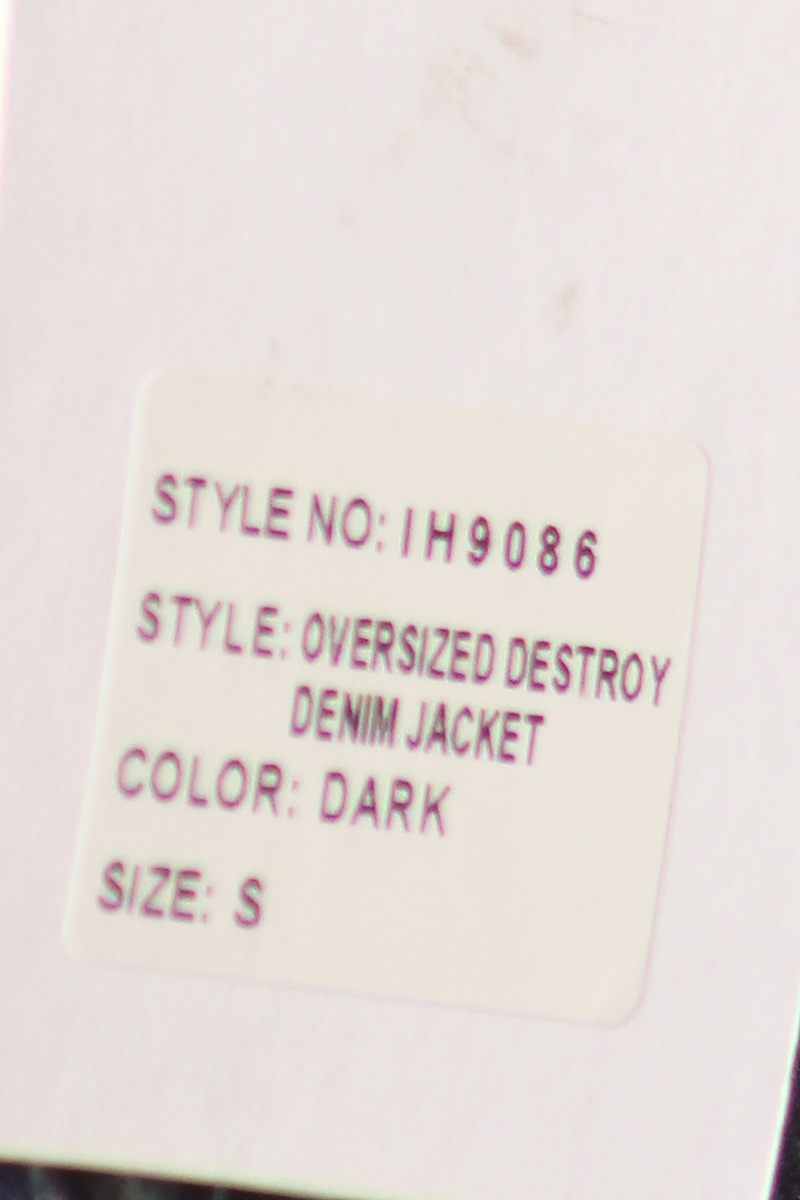 STYLE NO: IH9086
STYLE: OVERSIZED DESTROY
DENIM JACKET
COLOR: DARK
SIZE: S